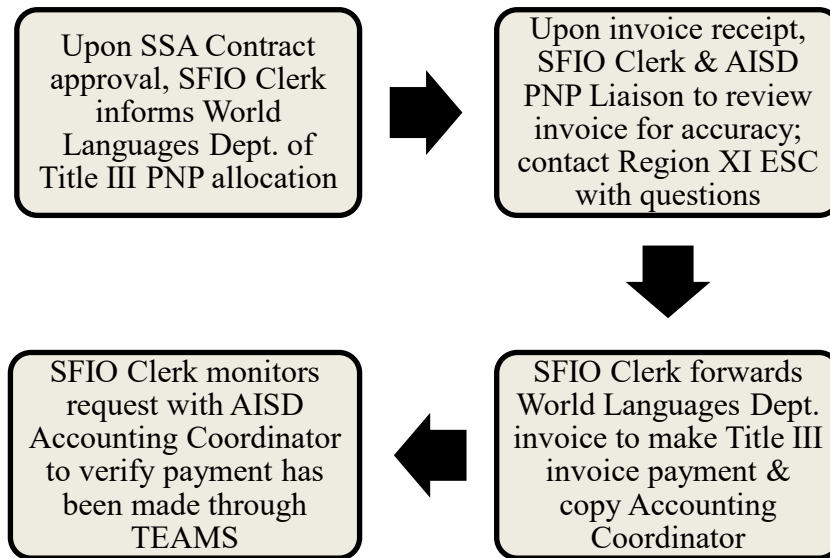 Upon SSA Contract
approval, SFIO Clerk
informs World
Languages Dept. of
Title III PNP allocation
Upon invoice receipt,
SFIO Clerk & AISD
PNP Liaison to review
invoice for accuracy;
contact Region XI ESC
with questions
SFIO Clerk forwards
World Languages Dept.
invoice to make Title III
invoice payment &
copy Accounting
Coordinator
SFIO Clerk monitors
request with AISD
Accounting Coordinator
to verify payment has
been made through
TEAMS